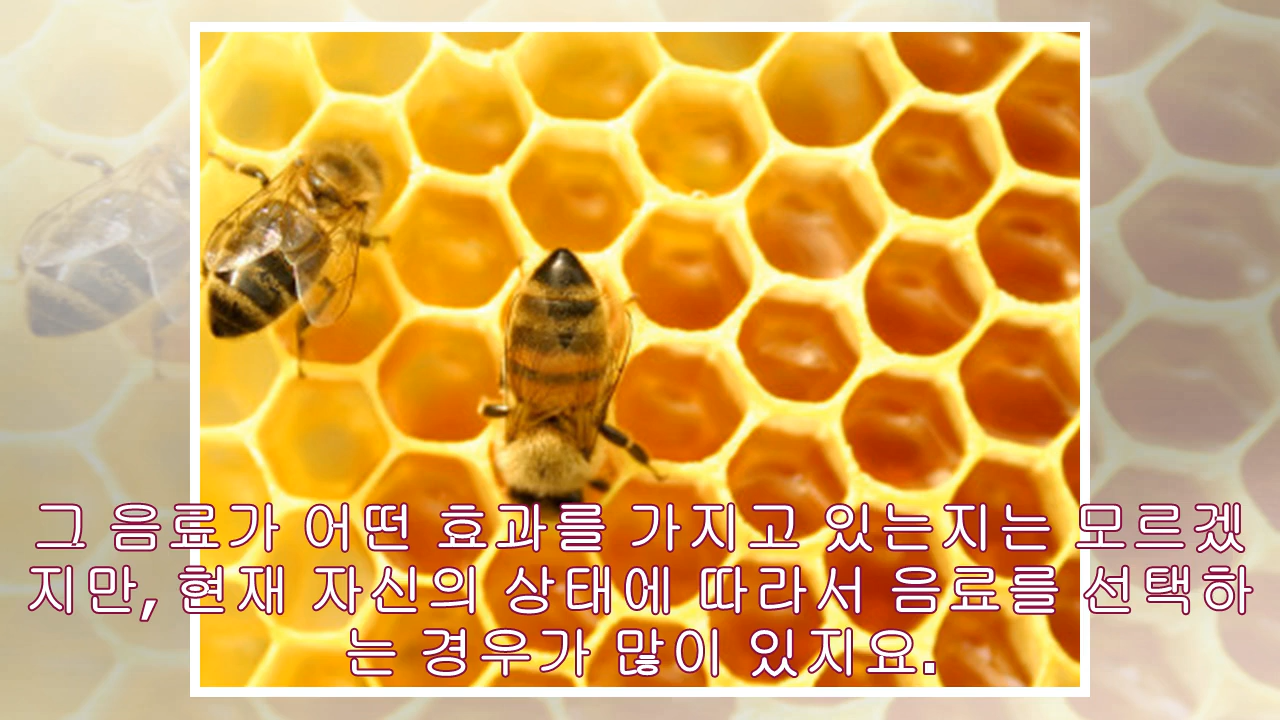 그 음료가 어떤 효과를 가지고 있는지는 모르겠
지만, 현재 자신의 상태에 따라서 음료를 선택하
는 경우가 많이 있지요.